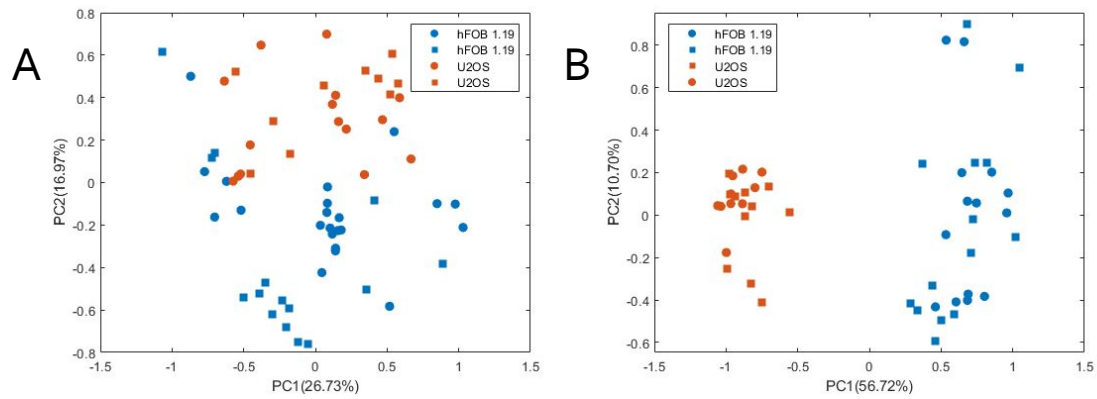 A
0.8
0.6
0.4
0.2
0
-0.2
-0.4
-0.6
-0.8
PC2(16.97%)
-1.5
-1
-0.5
0
0.5
1
1.5
PC1(26.73%)
hFOB 1.19
hFOB 1.19
U2OS
U2OS
B
0.8
0.6
0.4
0.2
0
-0.2
-0.4
-0.6
PC2(10.70%)
-1.5
-1
-0.5
0
0.5
1
1.5
PC1(56.72%)
hFOB 1.19
hFOB 1.19
U2OS
U2OS